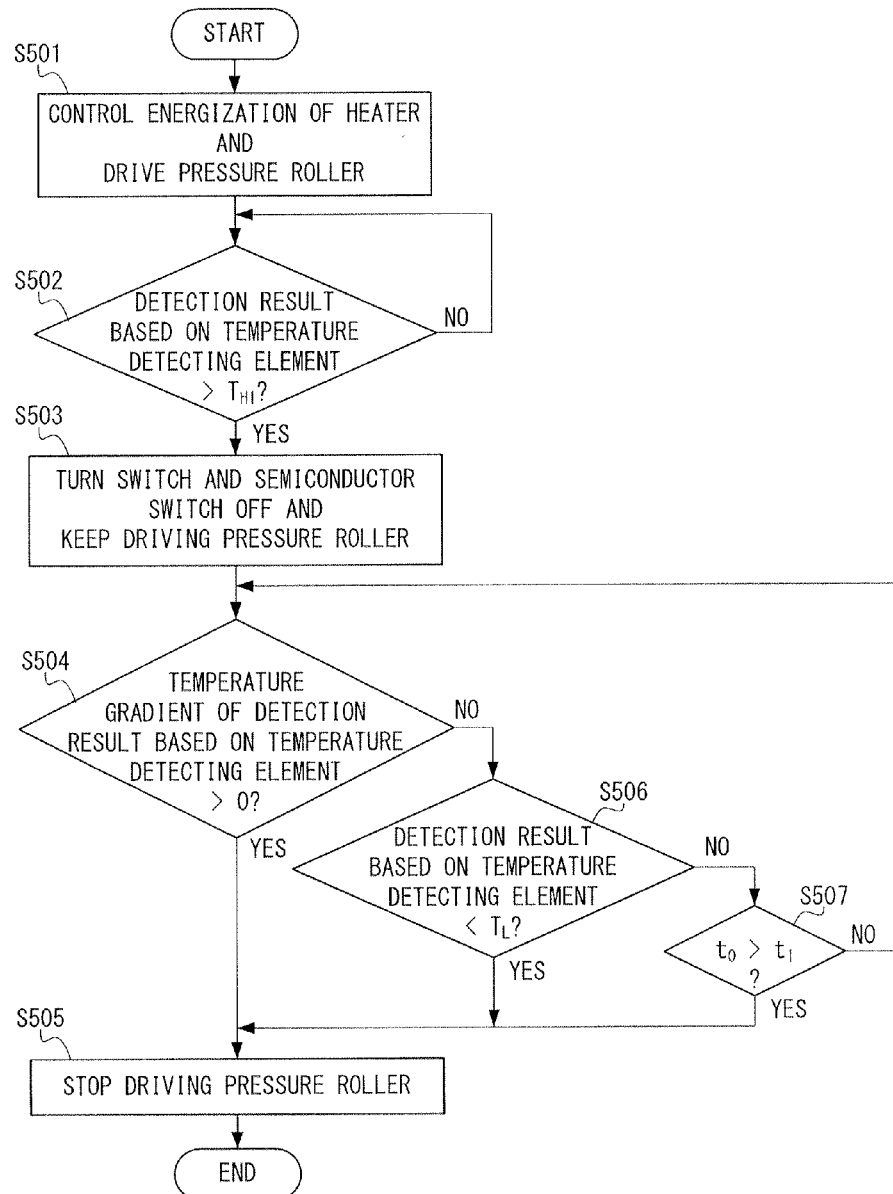 START
S501
CONTROL ENERGIZATION OF HEATER
AND
DRIVE PRESSURE ROLLER
S502
DETECTION RESULT
BASED ON TEMPERATURE
DETECTING ELEMENT
> THI?
NO
YES
S503
TURN SWITCH AND SEMICONDUCTOR
SWITCH OFF AND
KEEP DRIVING PRESSURE ROLLER
S504
TEMPERATURE
GRADIENT OF DETECTION
RESULT BASED ON TEMPERATURE
DETECTING ELEMENT
> 0?
NO
YES
S506
DETECTION RESULT
BASED ON TEMPERATURE
DETECTING ELEMENT
< TL?
NO
YES
S507
t0 > t1
?
NO
YES
S505
STOP DRIVING PRESSURE ROLLER
END